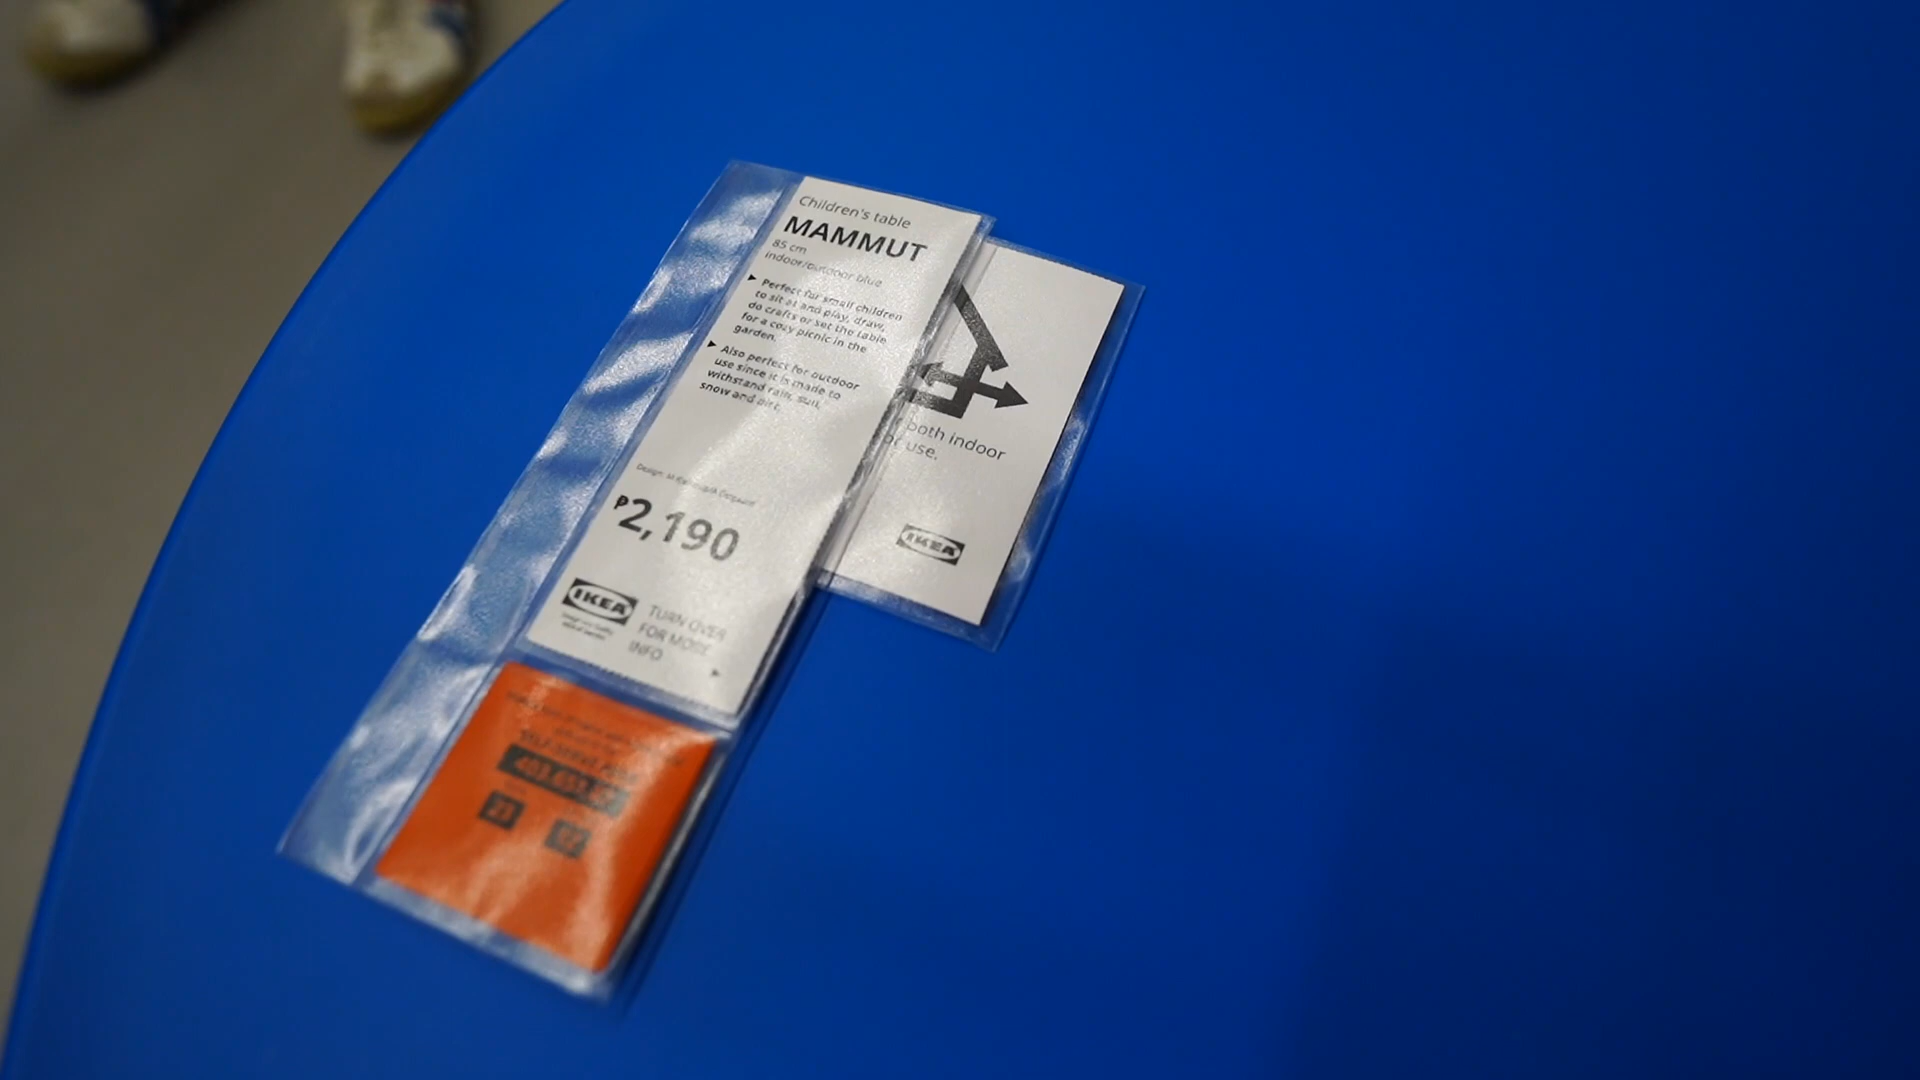 Children's table
MAMMUT
85 cm
indoor/outdoor blue
▶ Perfect for small children
to sit at and play, draw,
do crafts or set the table
for a cozy picnic in the
garden.
▶ Also perfect for outdoor
use since it is made to
withstand rain, sun,
snow and dirt.
Design:
₱2,190
IKEA
TURN OVER
FOR MORE
INFO
both indoor
use.
IKEA
23